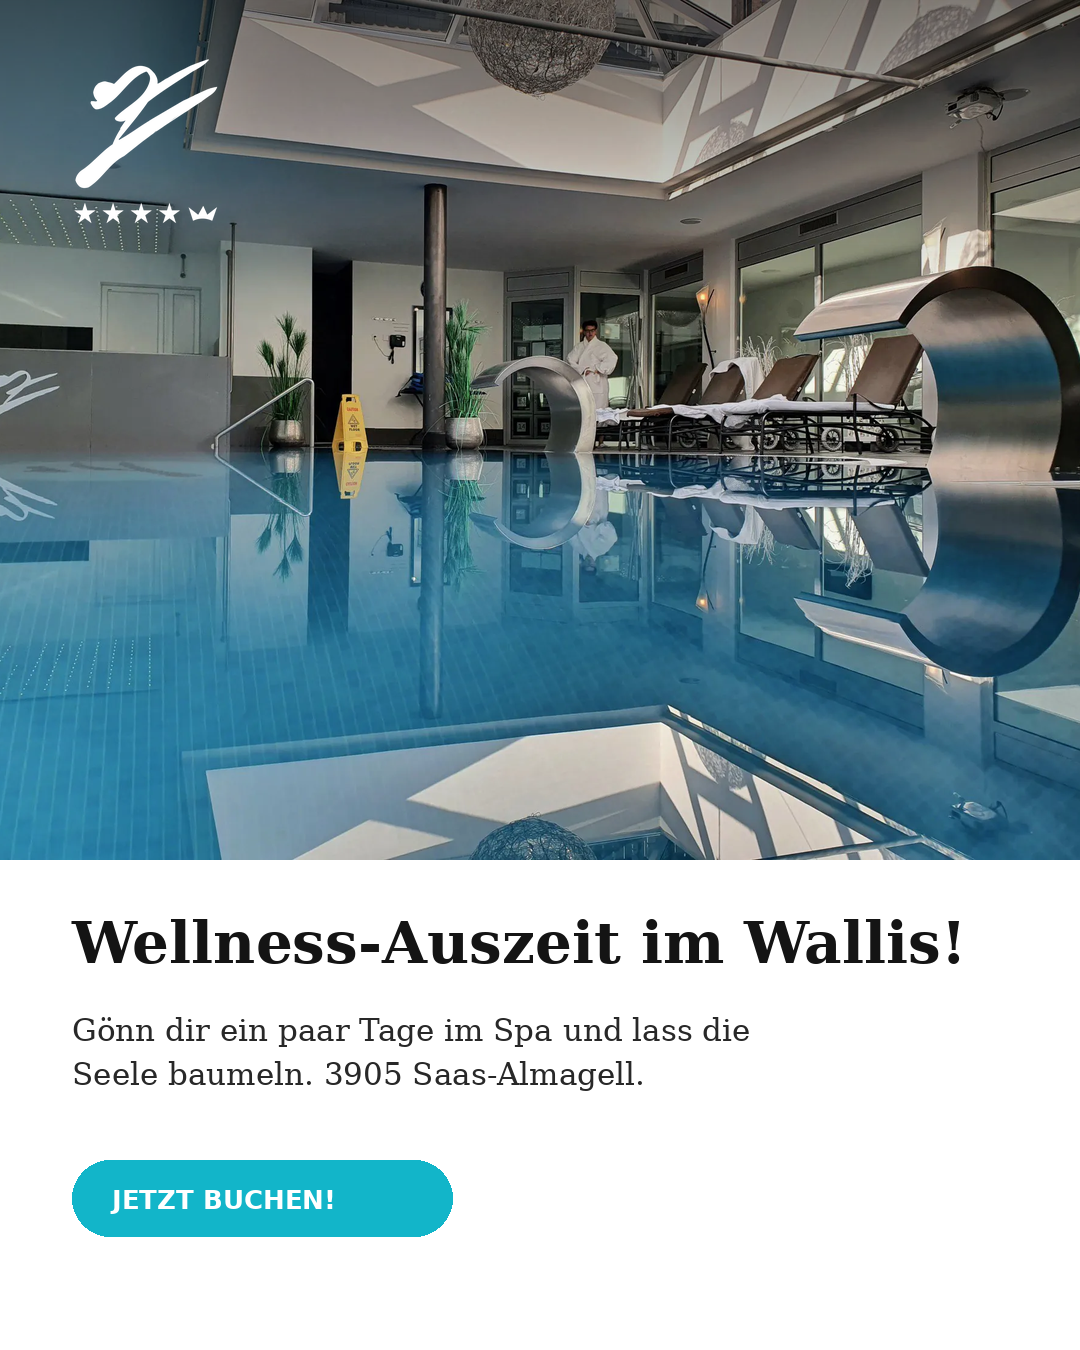 Wellness-Auszeit im Wallis!
Gönn dir ein paar Tage im Spa und lass die
Seele baumeln. 3905 Saas-Almagell.
JETZT BUCHEN!